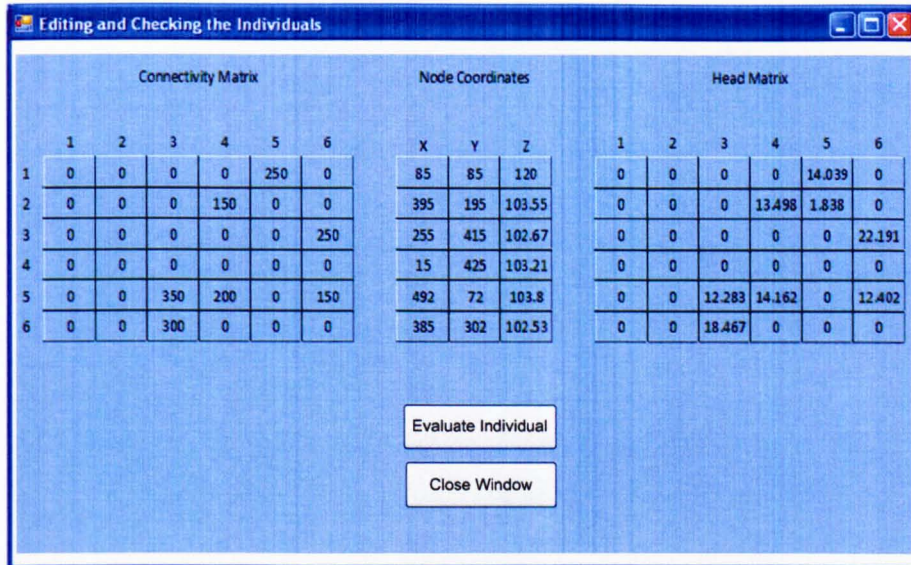 Editing and Checking the Individuals
Connectivity Matrix Node Coordinates Head Matrix
1 2 3 4 5 6 X Y Z 1 2 3 4 5 6
1 0 0 0 0 250 0 85 85 120 0 0 0 0 14.039 0
2 0 0 0 150 0 0 395 195 103.55 0 0 0 13.498 1.838 0
3 0 0 0 0 0 250 255 415 102.67 0 0 0 0 0 22.191
4 0 0 0 0 0 0 15 425 103.21 0 0 0 0 0 0
5 0 0 350 200 0 150 492 72 103.8 0 0 12.283 14.162 0 12.402
6 0 0 300 0 0 0 385 302 102.53 0 0 18.467 0 0 0
Evaluate Individual
Close Window